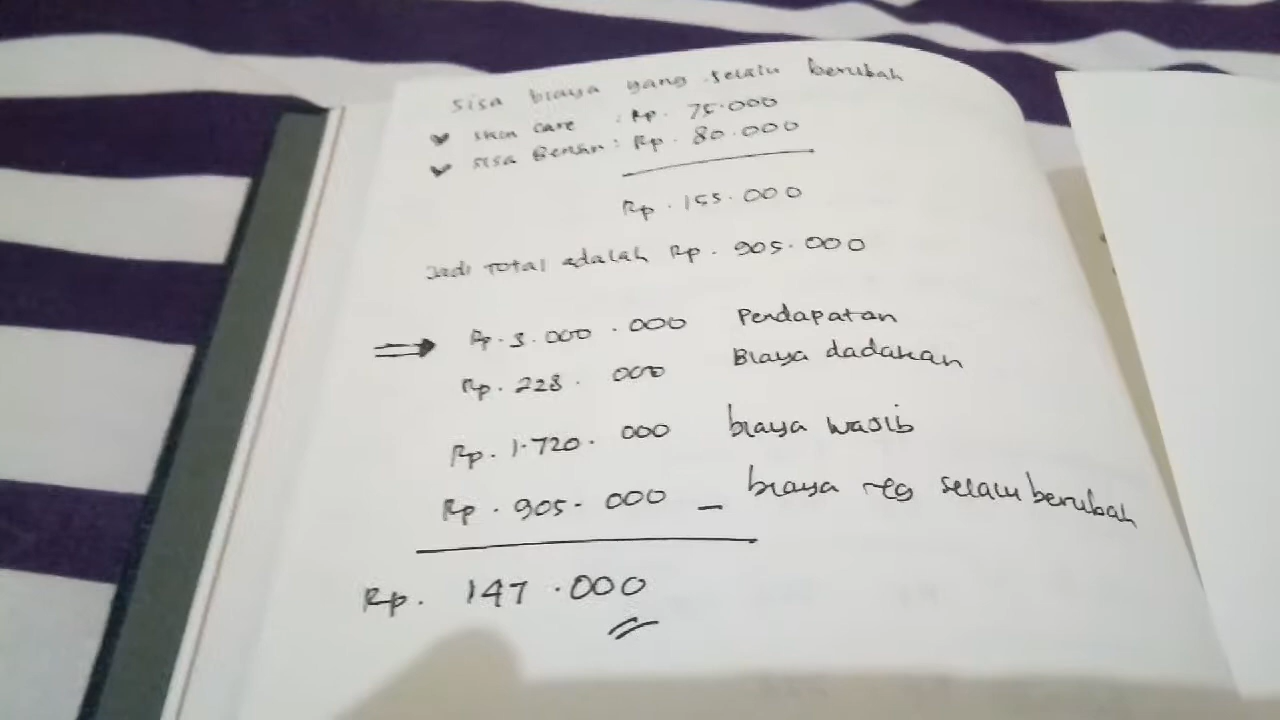 Sisa biaya yang selalu berubah
Skin care : Rp. 75.000
sisa Bensin : Rp. 80.000
Rp. 155.000
Jadi Total adalah Rp. 905.000
Rp. 3.000.000 Pendapatan
Rp. 228.000 Biaya dadakan
Rp. 1.720.000 biaya wajib
Rp. 905.000 _ biaya yg selalu berubah
Rp. 147.000